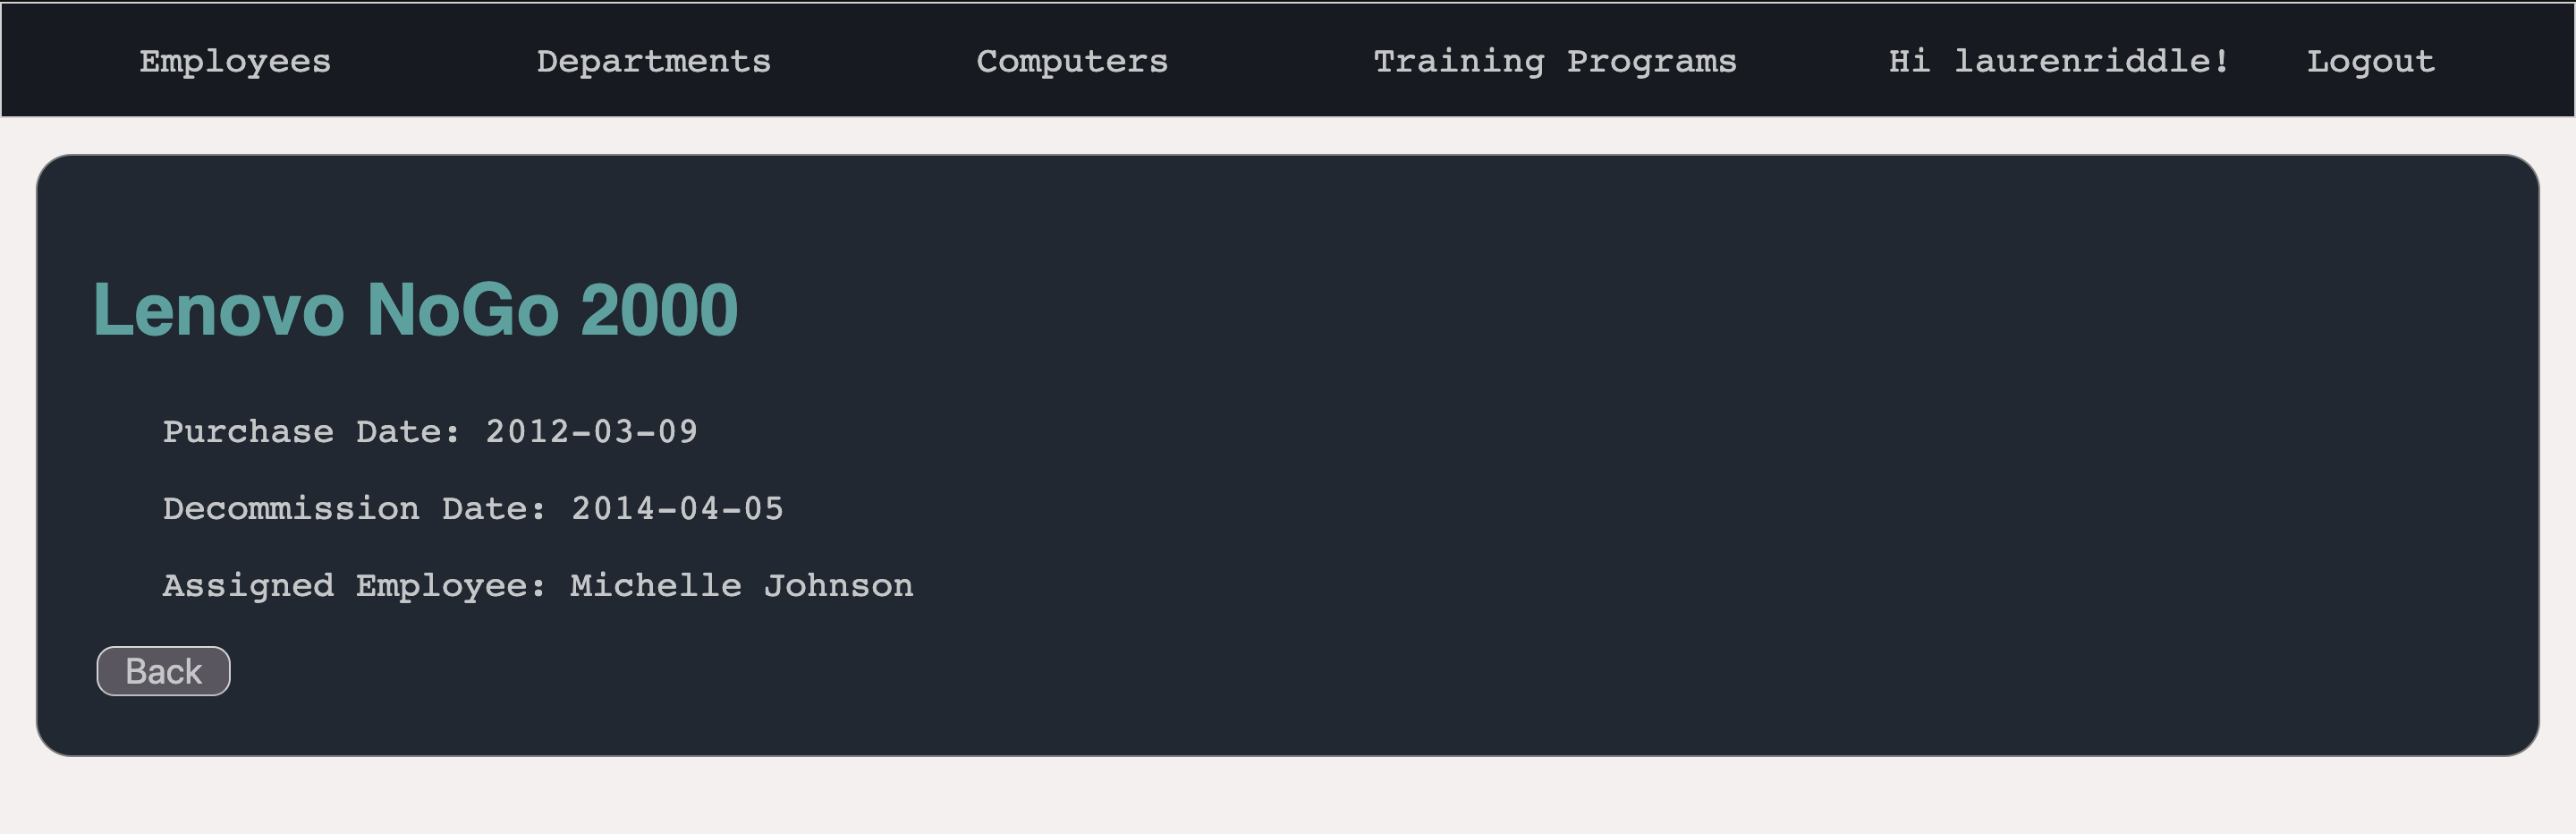 Employees Departments Computers Training Programs Hi laurenriddle! Logout
Lenovo NoGo 2000
Purchase Date: 2012-03-09
Decommission Date: 2014-04-05
Assigned Employee: Michelle Johnson
Back